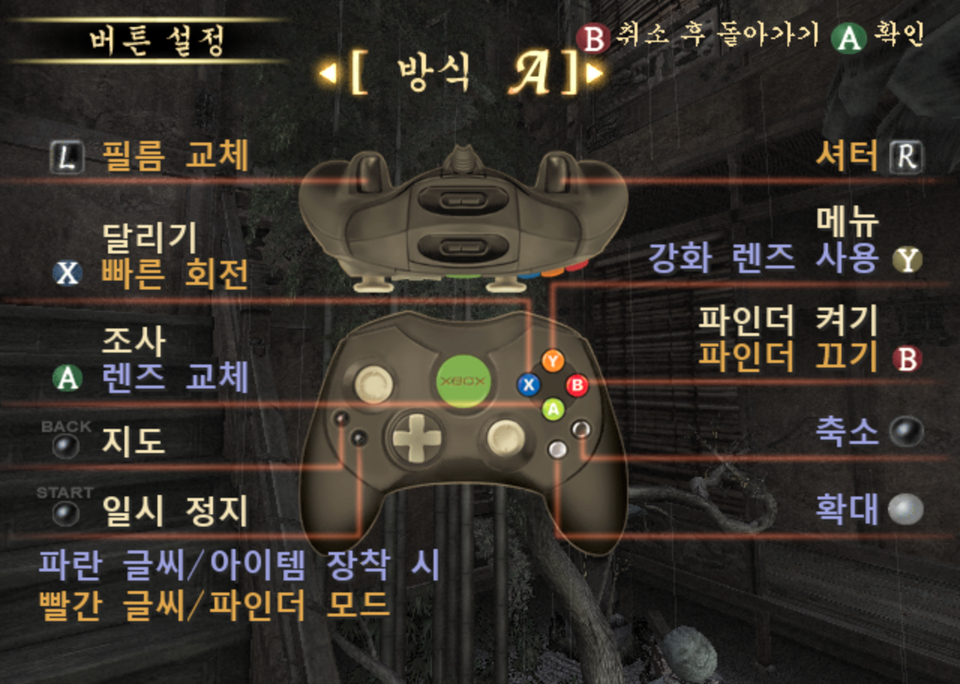 버튼 설정
B 취소 후 돌아가기 A 확인
[ 방식 A ]
L 필름 교체
셔터 R
달리기
X 빠른 회전
메뉴
강화 렌즈 사용 Y
조사
A 렌즈 교체
파인더 켜기
파인더 끄기 B
BACK
지도
축소
START
일시 정지
확대
XBOX
Y
X
B
A
파란 글씨/아이템 장착 시
빨간 글씨/파인더 모드